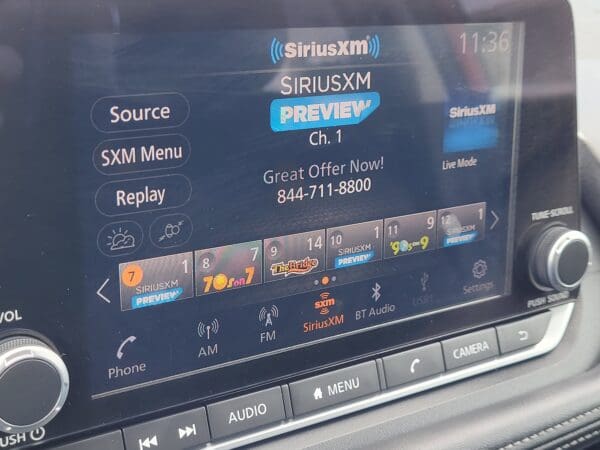 SiriusXM®
11:36
SIRIUSXM
PREVIEW
Ch. 1
Great Offer Now!
844-711-8800
Source
SXM Menu
Replay
SiriusXM
Live Mode
7 1 SIRIUSXM PREVIEW
8 7 70s on 7
9 14 The Bridge
10 1 SIRIUSXM PREVIEW
11 9 '90s on 9
12 1 SIRIUSXM PREVIEW
Phone
AM
FM
sxm
SiriusXM
BT Audio
USB1
Settings
VOL
PUSH
AUDIO
MENU
CAMERA
TUNE·SCROLL
PUSH SOUND